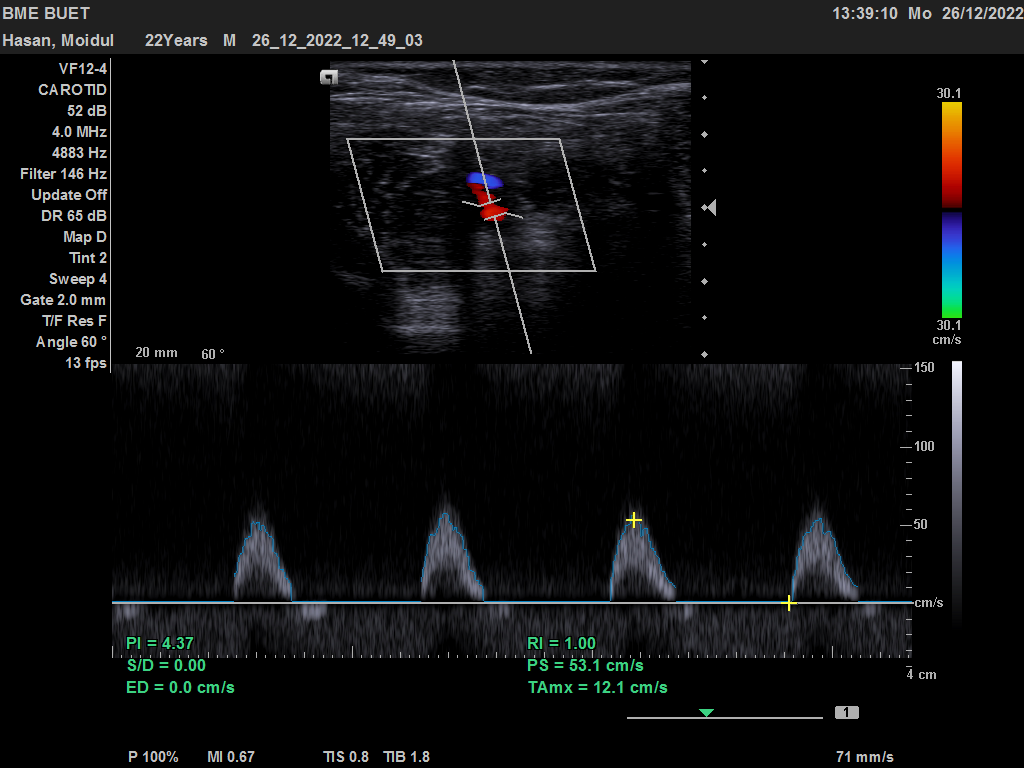 BME BUET 13:39:10 Mo 26/12/2022
Hasan, Moidul 22Years M 26_12_2022_12_49_03
VF12-4
CAROTID
52 dB
4.0 MHz
4883 Hz
Filter 146 Hz
Update Off
DR 65 dB
Map D
Tint 2
Sweep 4
Gate 2.0 mm
T/F Res F
Angle 60 °
13 fps
30.1
30.1
cm/s
20 mm 60 °
150
100
50
cm/s
4 cm
PI = 4.37
S/D = 0.00
ED = 0.0 cm/s
RI = 1.00
PS = 53.1 cm/s
TAmx = 12.1 cm/s
1
P 100% MI 0.67 TIS 0.8 TIB 1.8 71 mm/s